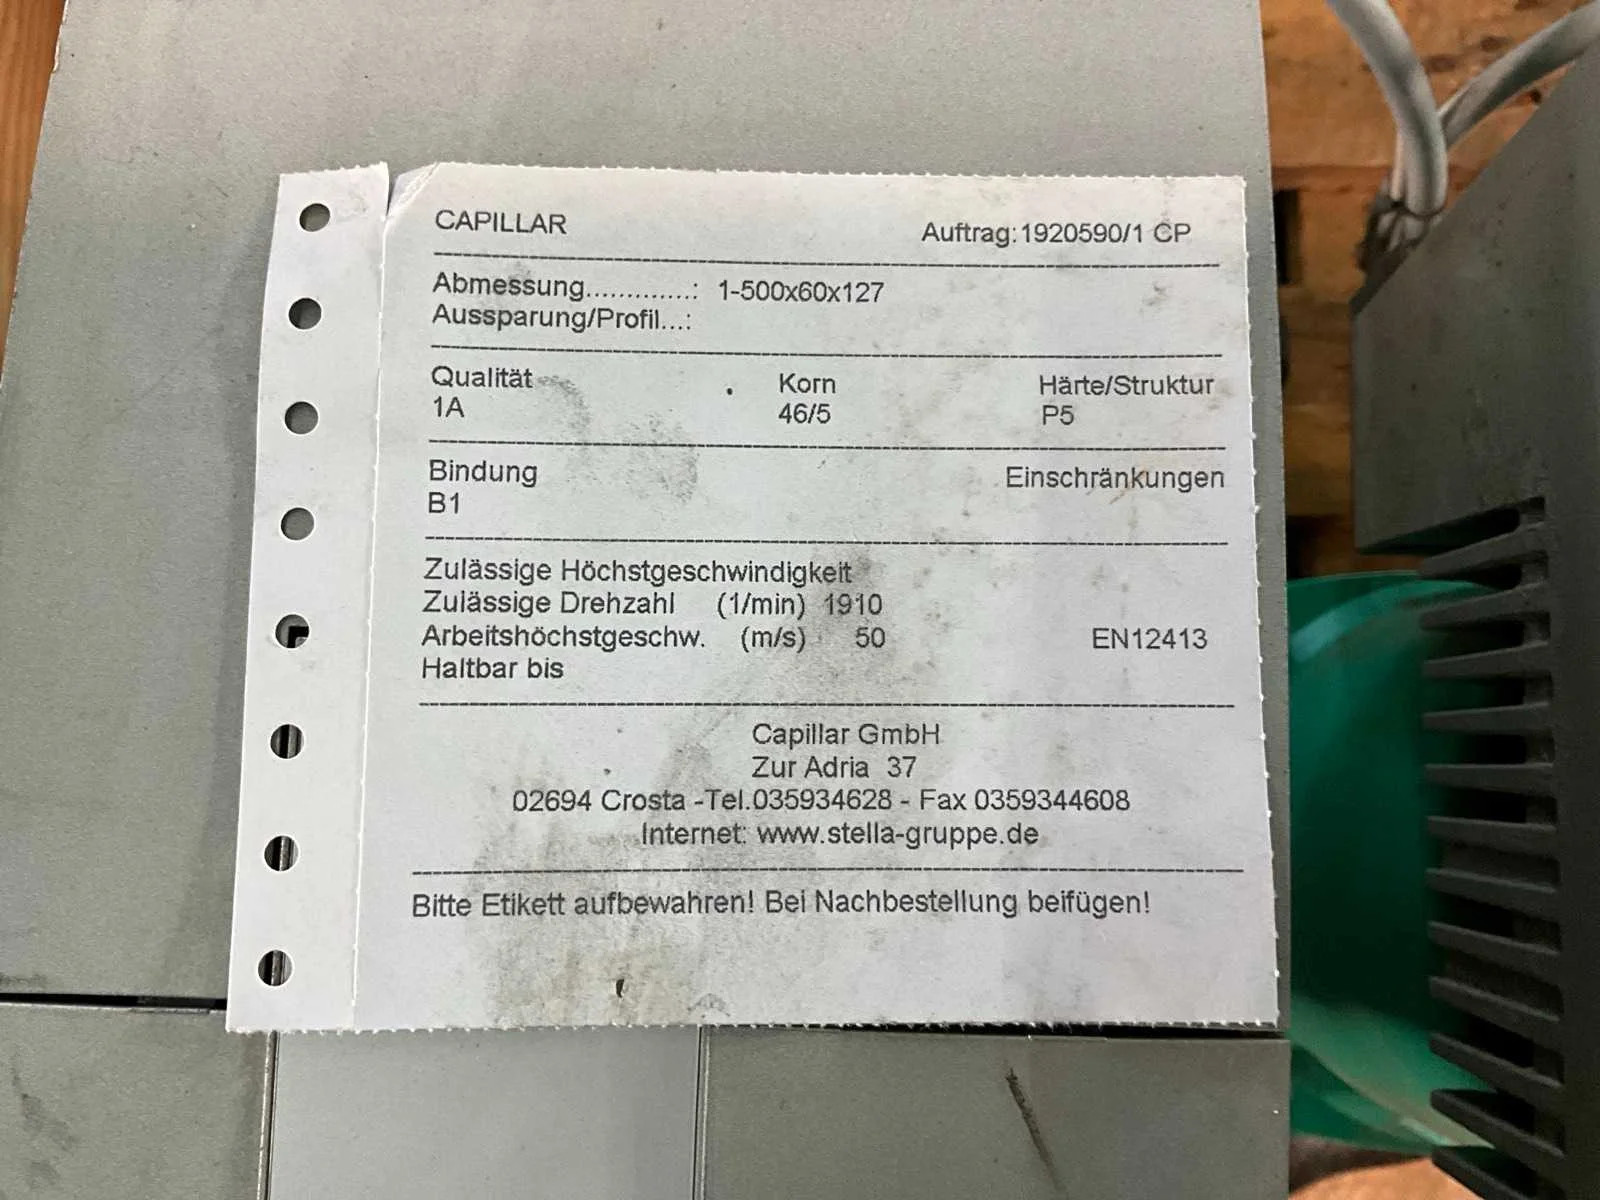 CAPILLAR Auftrag:1920590/1 CP
Abmessung.............: 1-500x60x127
Aussparung/Profil...:
Qualität Korn Härte/Struktur
1A 46/5 P5
Bindung Einschränkungen
B1
Zulässige Höchstgeschwindigkeit
Zulässige Drehzahl (1/min) 1910
Arbeitshöchstgeschw. (m/s) 50 EN12413
Haltbar bis
Capillar GmbH
Zur Adria 37
02694 Crosta -Tel.035934628 - Fax 0359344608
Internet: www.stella-gruppe.de
Bitte Etikett aufbewahren! Bei Nachbestellung beifügen!